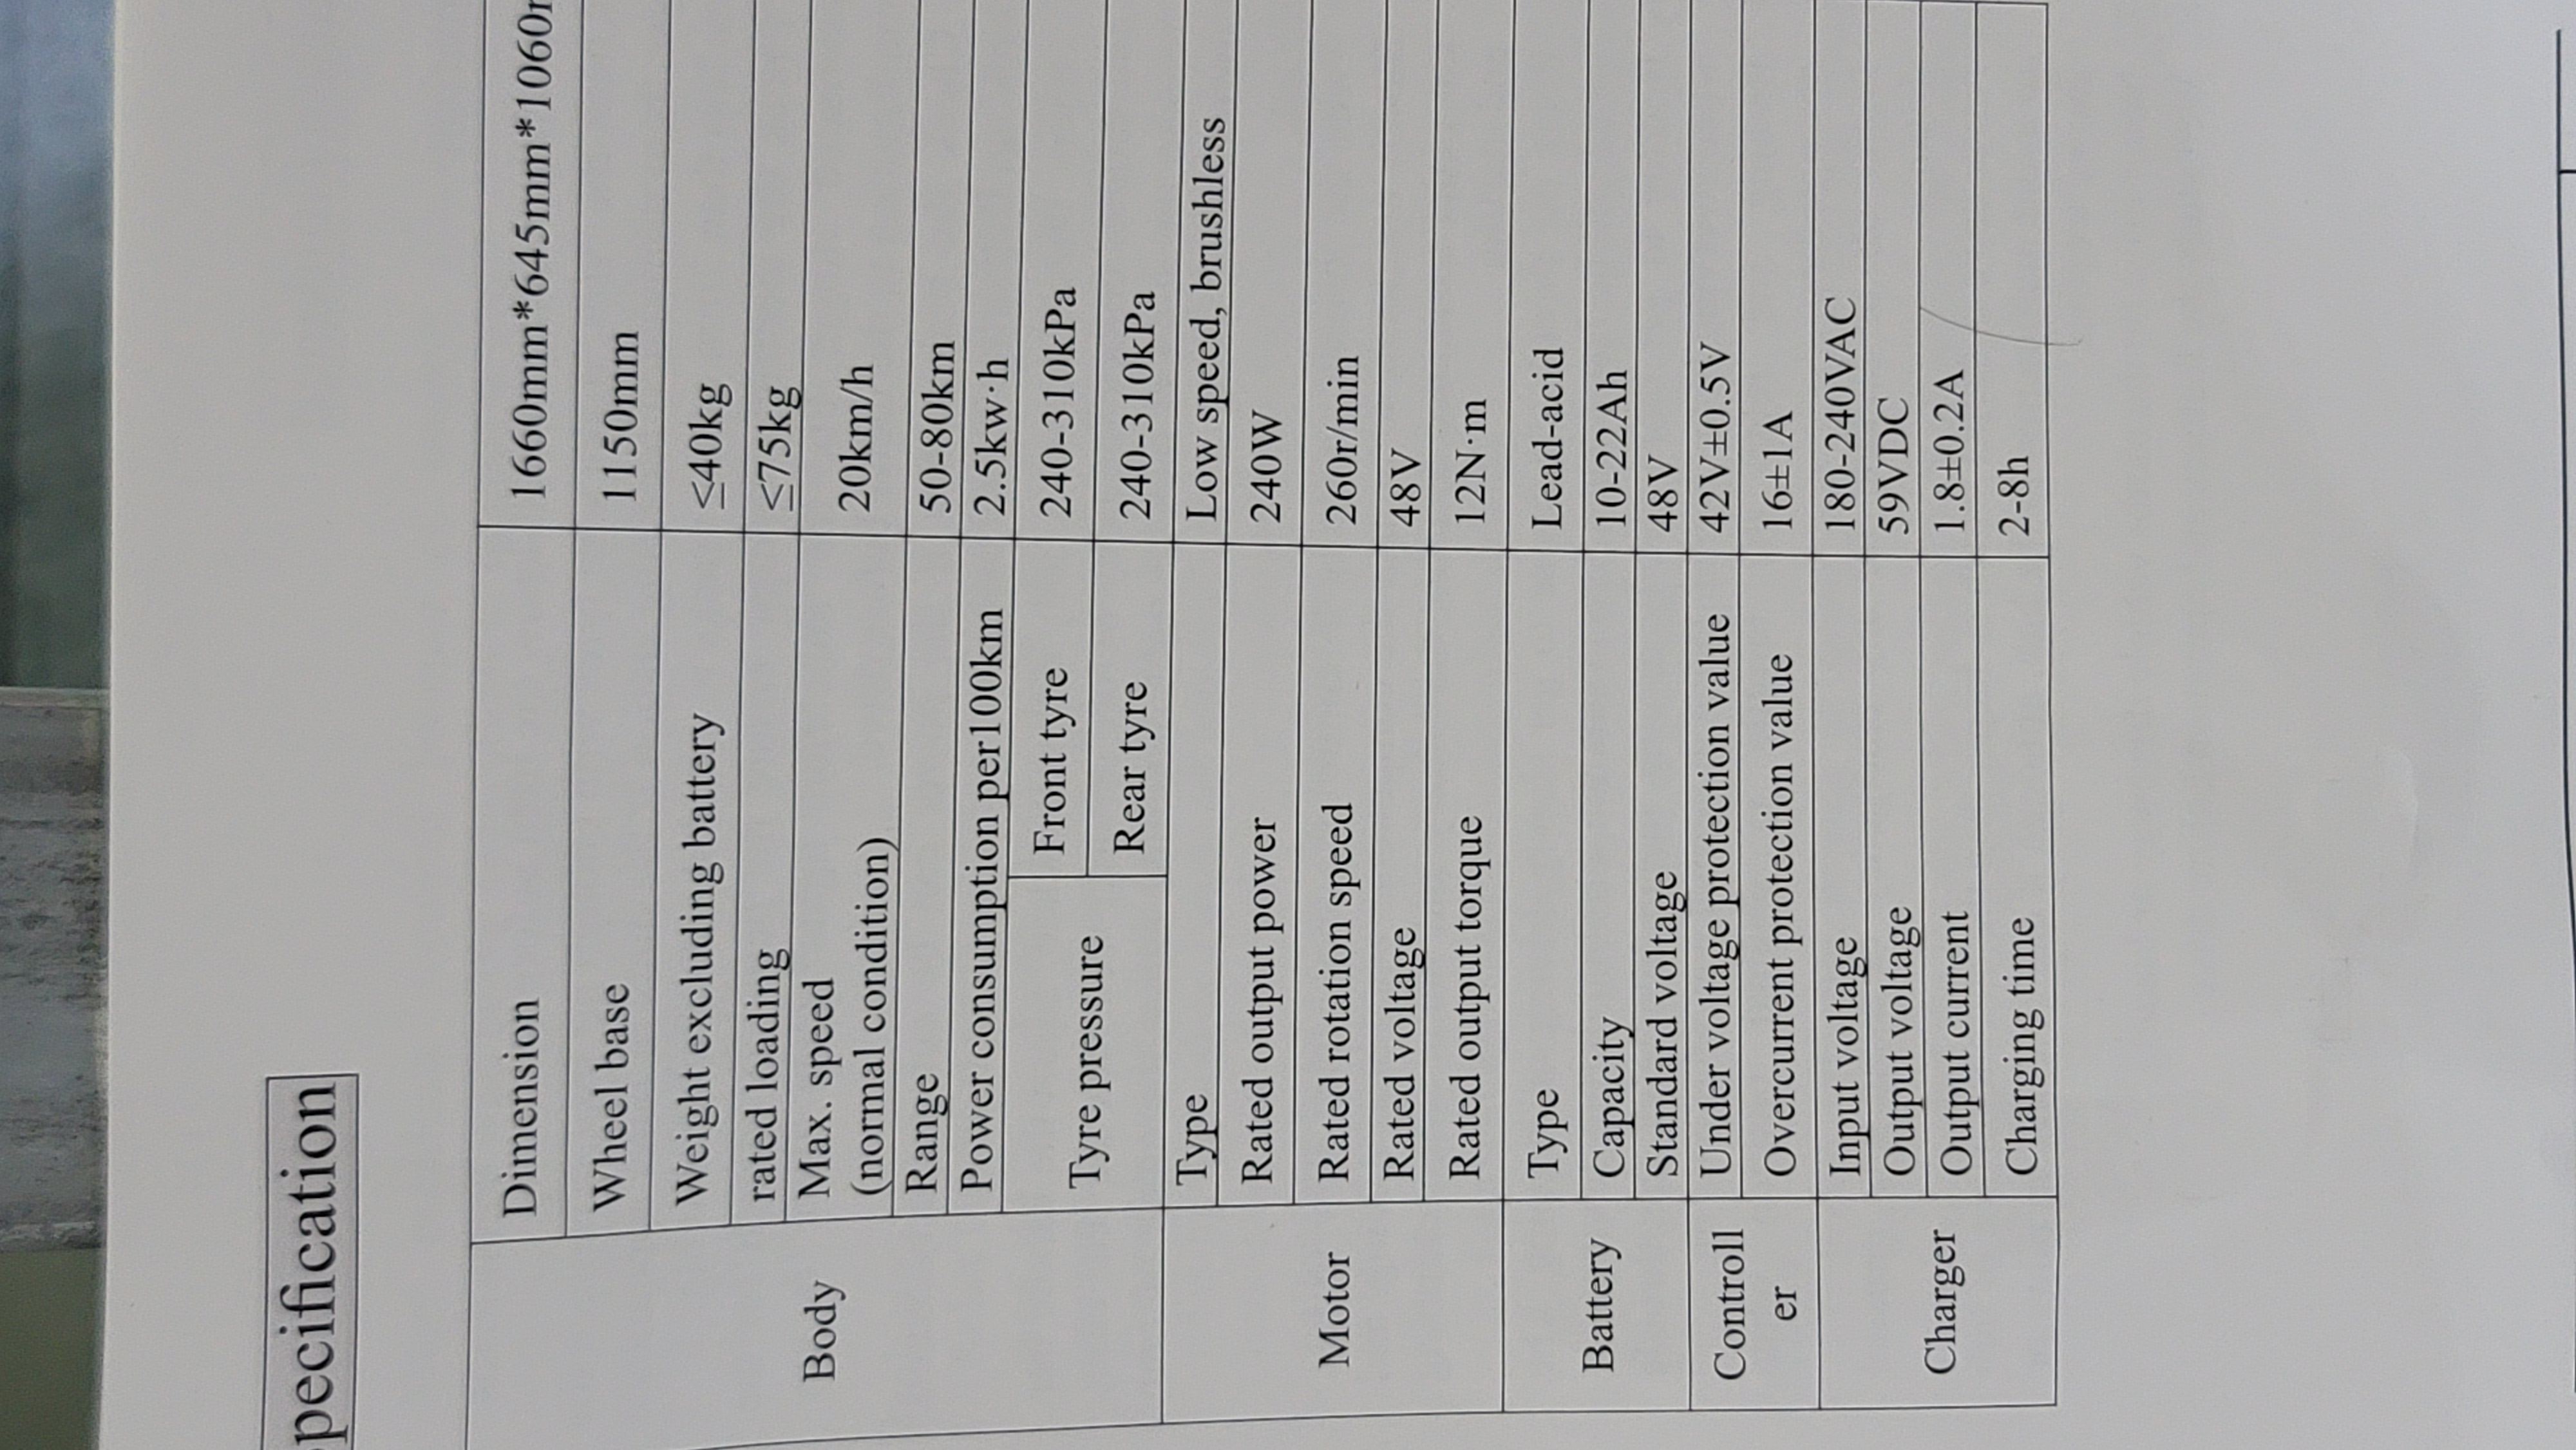 pecification
Dimension 1660mm*645mm*1060
Wheel base 1150mm
Weight excluding battery ≤40kg
rated loading ≤75kg
Body
Max. speed
(normal condition) 20km/h
Range 50-80km
Power consumption per100km 2.5kw·h
Tyre pressure
Front tyre 240-310kPa
Rear tyre 240-310kPa
Motor
Type Low speed, brushless
Rated output power 240W
Rated rotation speed 260r/min
Rated voltage 48V
Rated output torque 12N·m
Battery
Type Lead-acid
Capacity 10-22Ah
Standard voltage 48V
Controll
er
Under voltage protection value 42V±0.5V
Overcurrent protection value 16±1A
Charger
Input voltage 180-240VAC
Output voltage 59VDC
Output current 1.8±0.2A
Charging time 2-8h